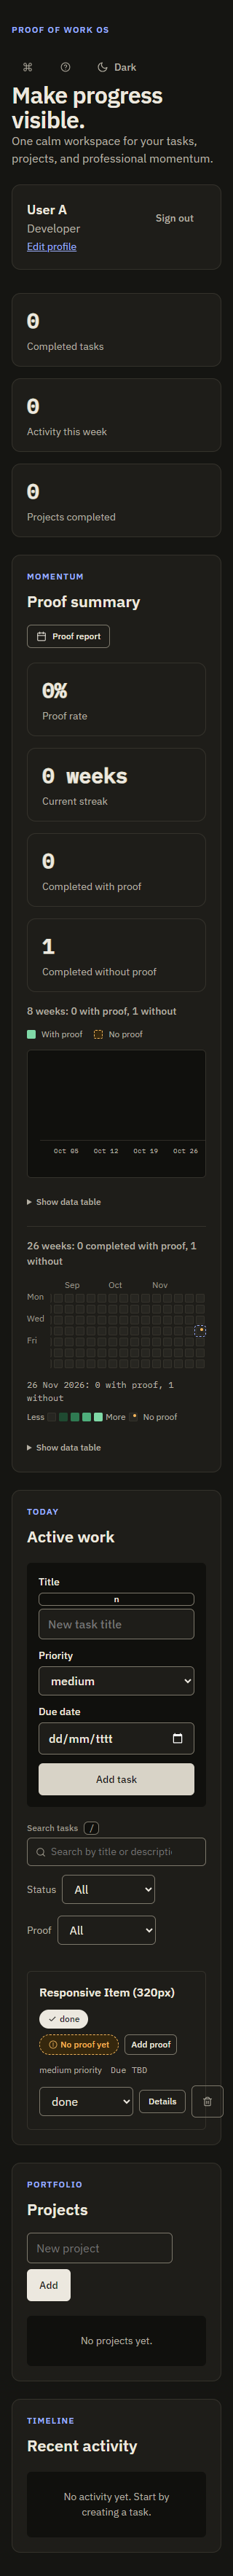 PROOF OF WORK OS
⌘ Dark
Make progress
visible.
One calm workspace for your tasks,
projects, and professional momentum.
User A
Developer
Edit profile
Sign out
0
Completed tasks
0
Activity this week
0
Projects completed
MOMENTUM
Proof summary
Proof report
0%
Proof rate
0 weeks
Current streak
0
Completed with proof
1
Completed without proof
8 weeks: 0 with proof, 1 without
With proof No proof
Oct 05 Oct 12 Oct 19 Oct 26
Show data table
26 weeks: 0 completed with proof, 1
without
Sep Oct Nov
Mon
Wed
Fri
26 Nov 2026: 0 with proof, 1
without
Less More No proof
Show data table
TODAY
Active work
Title
n
New task title
Priority
medium
Due date
dd/mm/tttt
Add task
Search tasks /
Search by title or descripti
Status All
Proof All
Responsive Item (320px)
done
No proof yet Add proof
medium priority Due TBD
done Details
PORTFOLIO
Projects
New project
Add
No projects yet.
TIMELINE
Recent activity
No activity yet. Start by
creating a task.